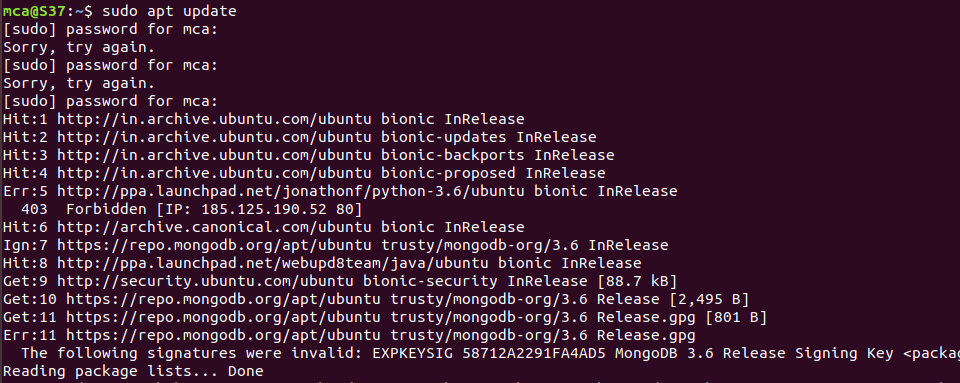 mca@S37:~$ sudo apt update
[sudo] password for mca:
Sorry, try again.
[sudo] password for mca:
Sorry, try again.
[sudo] password for mca:
Hit:1 http://in.archive.ubuntu.com/ubuntu bionic InRelease
Hit:2 http://in.archive.ubuntu.com/ubuntu bionic-updates InRelease
Hit:3 http://in.archive.ubuntu.com/ubuntu bionic-backports InRelease
Hit:4 http://in.archive.ubuntu.com/ubuntu bionic-proposed InRelease
Err:5 http://ppa.launchpad.net/jonathonf/python-3.6/ubuntu bionic InRelease
  403  Forbidden [IP: 185.125.190.52 80]
Hit:6 http://archive.canonical.com/ubuntu bionic InRelease
Ign:7 https://repo.mongodb.org/apt/ubuntu trusty/mongodb-org/3.6 InRelease
Hit:8 http://ppa.launchpad.net/webupd8team/java/ubuntu bionic InRelease
Get:9 http://security.ubuntu.com/ubuntu bionic-security InRelease [88.7 kB]
Get:10 https://repo.mongodb.org/apt/ubuntu trusty/mongodb-org/3.6 Release [2,495 B]
Get:11 https://repo.mongodb.org/apt/ubuntu trusty/mongodb-org/3.6 Release.gpg [801 B]
Err:11 https://repo.mongodb.org/apt/ubuntu trusty/mongodb-org/3.6 Release.gpg
  The following signatures were invalid: EXPKEYSIG 58712A2291FA4AD5 MongoDB 3.6 Release Signing Key <packa
Reading package lists... Done